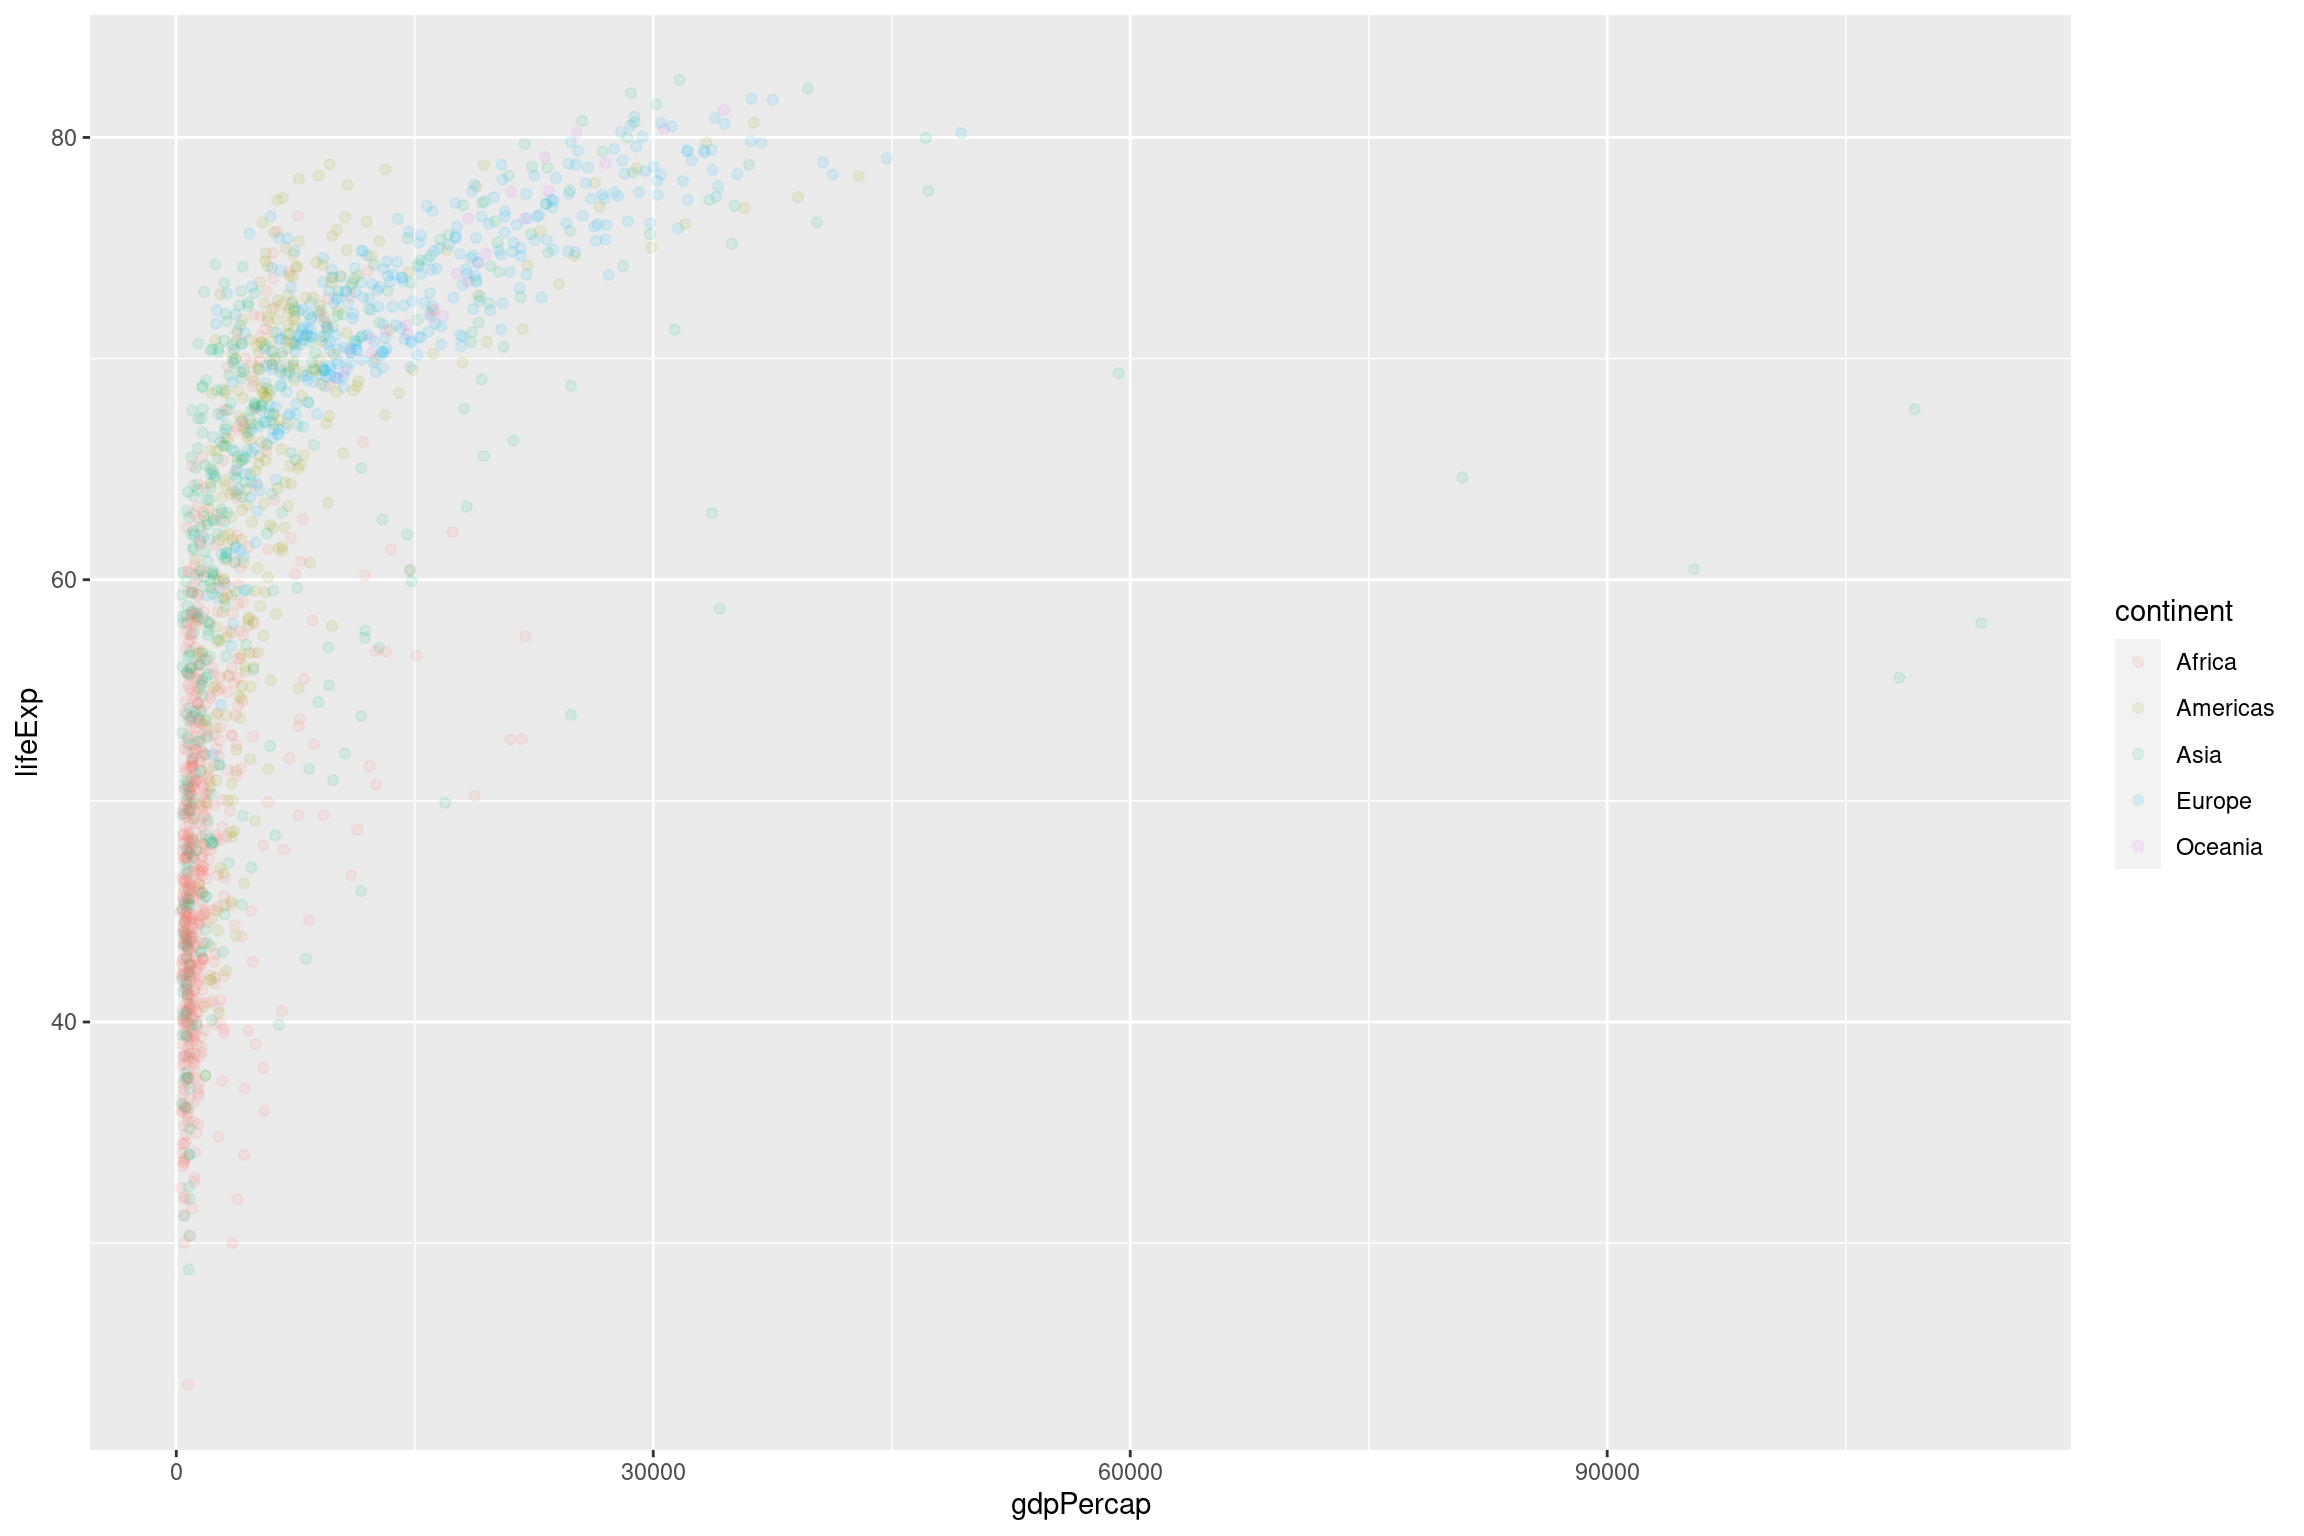 80
60
40
lifeExp
0 30000 60000 90000
gdpPercap
continent
Africa
Americas
Asia
Europe
Oceania